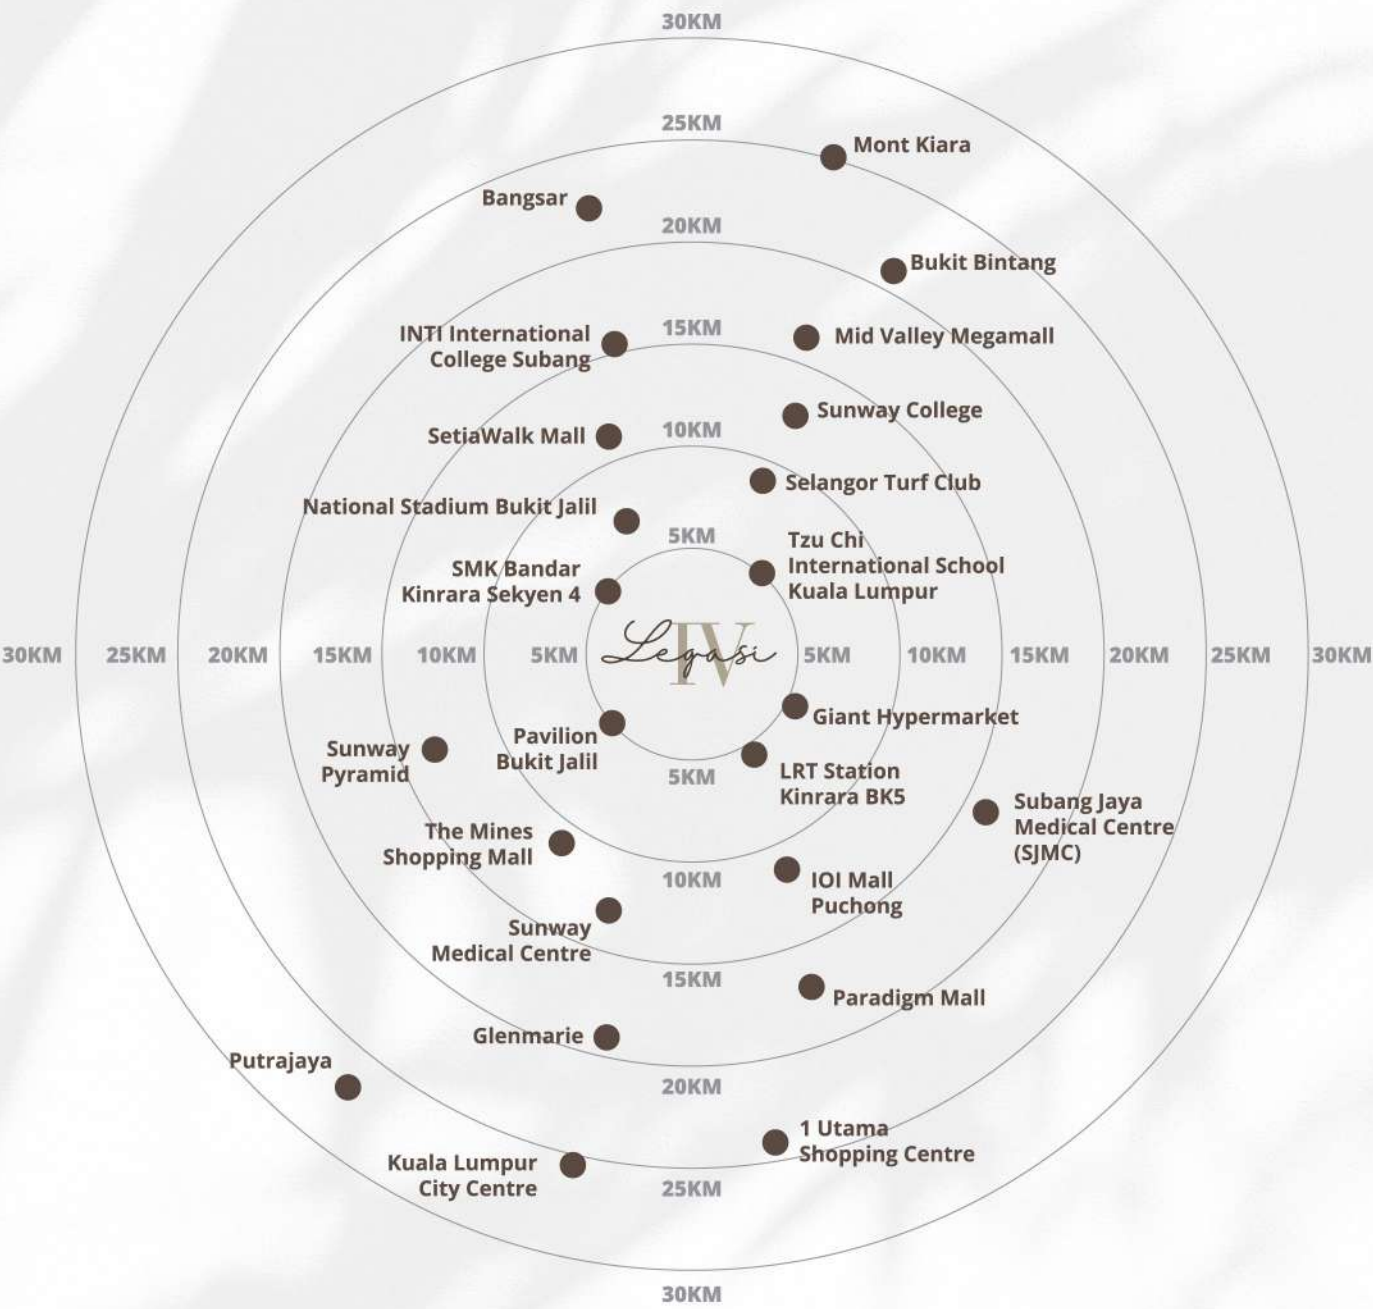 30KM
25KM
Mont Kiara
Bangsar
20KM
Bukit Bintang
INTI International
College Subang
15KM
Mid Valley Megamall
Sunway College
SetiaWalk Mall
10KM
Selangor Turf Club
National Stadium Bukit Jalil
5KM
Tzu Chi
International School
Kuala Lumpur
SMK Bandar
Kinrara Sekyen 4
30KM 25KM 20KM 15KM 10KM 5KM Legasi IV 5KM 10KM 15KM 20KM 25KM 30KM
Giant Hypermarket
Pavilion
Bukit Jalil
Sunway
Pyramid
5KM
LRT Station
Kinrara BK5
Subang Jaya
Medical Centre
(SJMC)
The Mines
Shopping Mall
10KM
IOI Mall
Puchong
Sunway
Medical Centre
15KM
Paradigm Mall
Glenmarie
Putrajaya
20KM
1 Utama
Shopping Centre
Kuala Lumpur
City Centre
25KM
30KM